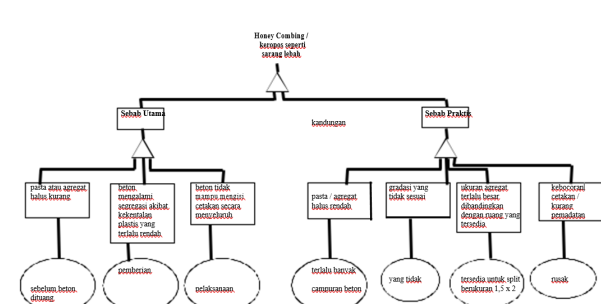 Honey Combing /
keropos seperti
sarang lebah
Sebab Utama
kandungan
Sebab Praktis
pasta atau agregat
halus kurang
beton
mengalami
segregasi akibat
kekentalan
plastis yang
terlalu rendah
beton tidak
mampu mengisi
cetakan secara
menyeluruh
pasta / agregat
halus rendah
gradasi yang
tidak sesuai
ukuran agregat
terlalu besar
dibandingkan
dengan ruang yang
tersedia
kebocoran
cetakan /
kurang
pemadatan
sebelum beton
dituang
pemberian
pelaksanaan
terlalu banyak
campuran beton
yang tidak
tersedia untuk split
berukuran 1,5 x 2
rusak